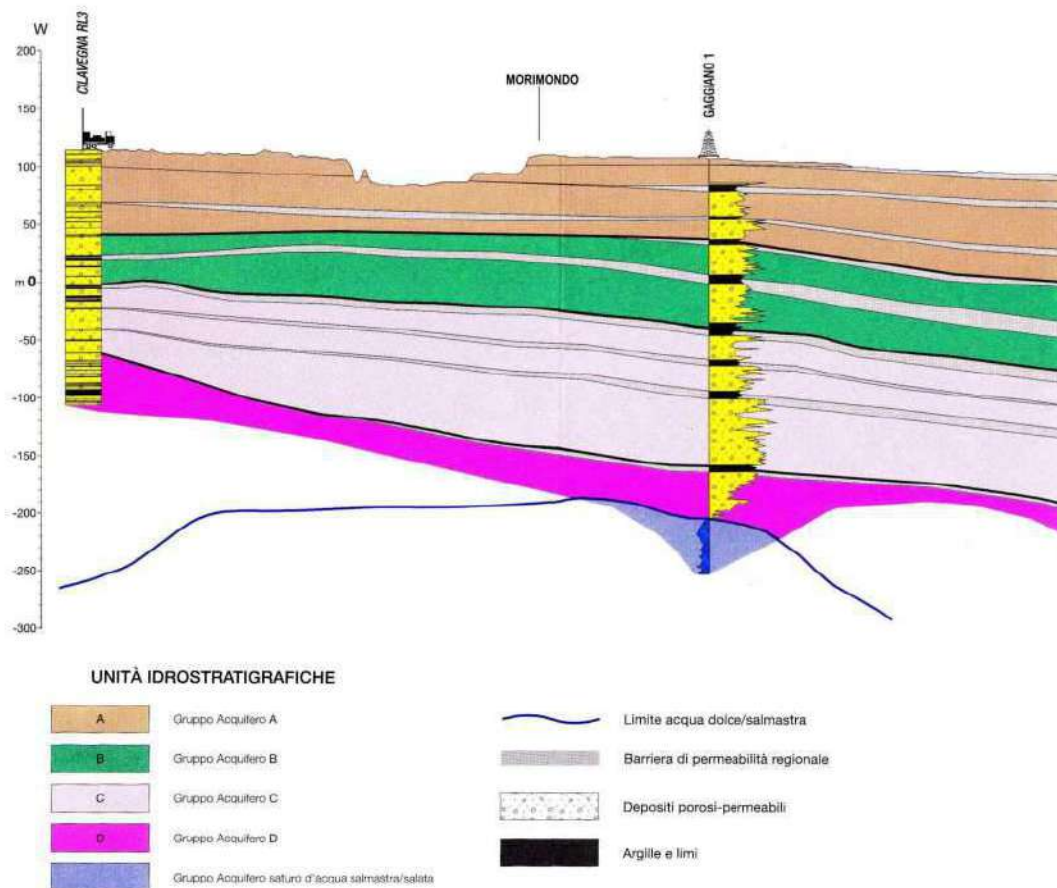 W
200
150
100
50
m 0
-50
-100
-150
-200
-250
-300
CILAVEGNA RL3
MORIMONDO
GAGGIANO 1
UNITÀ IDROSTRATIGRAFICHE
A Gruppo Acquifero A
B Gruppo Acquifero B
C Gruppo Acquifero C
D Gruppo Acquifero D
Gruppo Acquifero saturo d'acqua salmastra/salata
Limite acqua dolce/salmastra
Barriera di permeabilità regionale
Depositi porosi-permeabili
Argille e limi